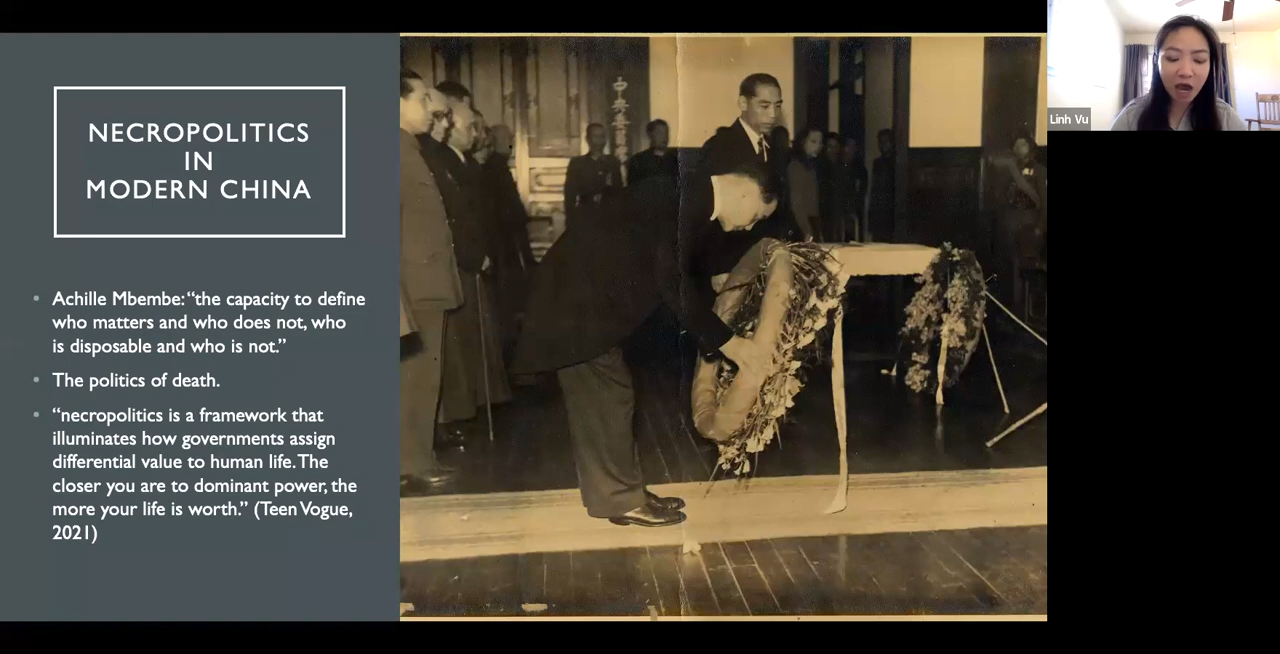 NECROPOLITICS
IN
MODERN CHINA
• Achille Mbembe: “the capacity to define
who matters and who does not, who
is disposable and who is not.”
• The politics of death.
• “necropolitics is a framework that
illuminates how governments assign
differential value to human life. The
closer you are to dominant power, the
more your life is worth.” (Teen Vogue,
2021)
中央
Linh Vu